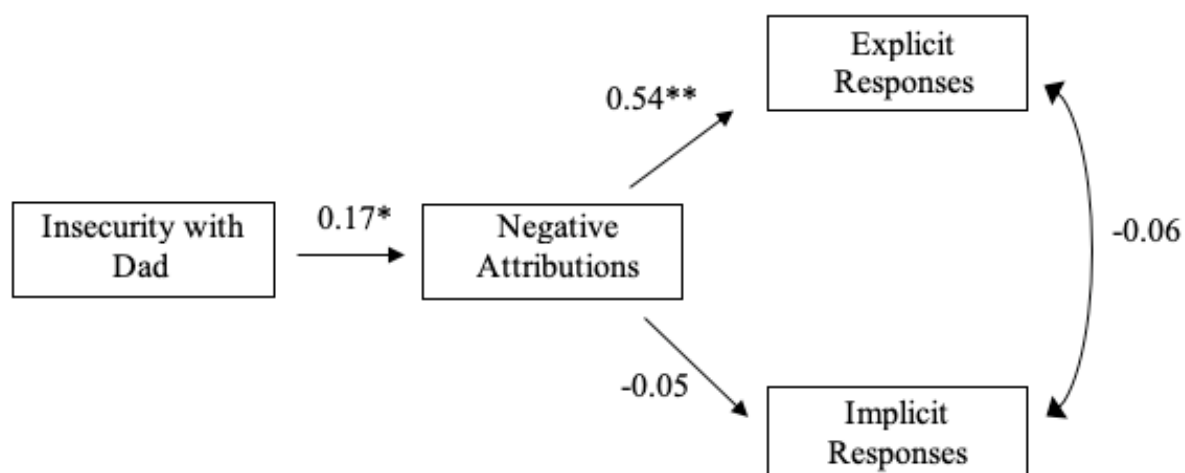 Explicit
Responses
0.54**
Insecurity with
Dad
0.17*
Negative
Attributions
-0.06
-0.05
Implicit
Responses